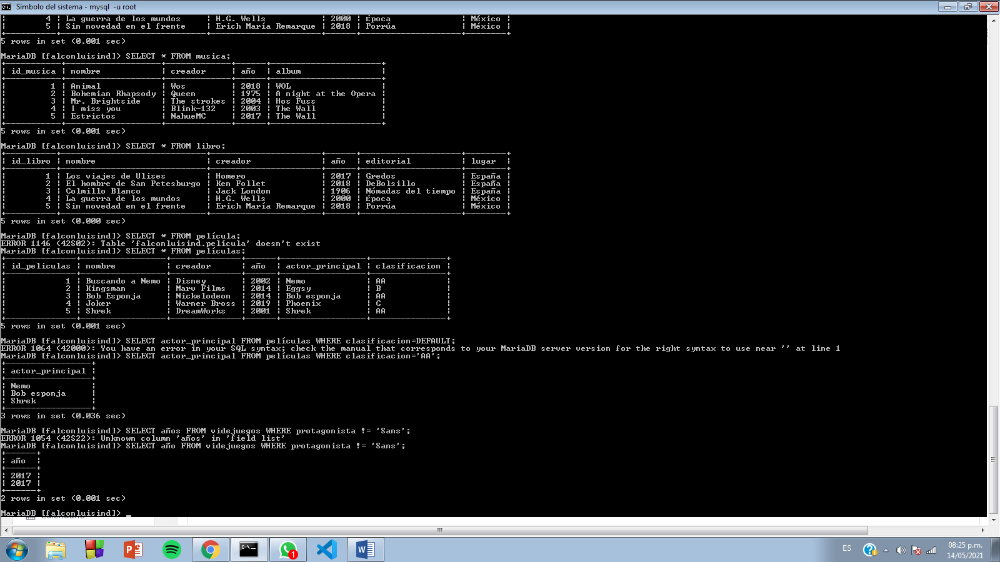 Símbolo del sistema - mysql  -u root
|         4 | La guerra de los mundos     | H.G. Wells          | 2000 | Época               | México |
|         5 | Sin novedad en el frente    | Erich María Remarque | 2018 | Porrúa              | México |
5 rows in set (0.001 sec)
MariaDB [falconluisind]> SELECT * FROM musica;
| id_musica | nombre            | creador     | año  | album                |
|         1 | Animal            | Wos         | 2018 | WOL                  |
|         2 | Bohemian Rhapsody | Queen       | 1975 | A night at the Opera |
|         3 | Mr. Brightside    | The strokes | 2004 | Hos Fuss             |
|         4 | I miss you        | Blink-132   | 2003 | The Wall             |
|         5 | Estrictos         | NahueMC     | 2017 | The Wall             |
5 rows in set (0.001 sec)
MariaDB [falconluisind]> SELECT * FROM libro;
| id_libro | nombre                      | creador              | año  | editorial          | lugar  |
|        1 | Los viajes de Ulises        | Homero               | 2017 | Gredos             | España |
|        2 | El hombre de San Petesburgo | Ken Follet           | 2018 | DeBolsillo         | España |
|        3 | Colmillo Blanco             | Jack London          | 1906 | Nómadas del tiempo | España |
|        4 | La guerra de los mundos     | H.G. Wells           | 2000 | Época              | México |
|        5 | Sin novedad en el frente    | Erich María Remarque | 2018 | Porrúa             | México |
5 rows in set (0.000 sec)
MariaDB [falconluisind]> SELECT * FROM película;
ERROR 1146 (42S02): Table 'falconluisind.película' doesn't exist
MariaDB [falconluisind]> SELECT * FROM películas;
| id_peliculas | nombre          | creador      | año  | actor_principal | clasificacion |
|            1 | Buscando a Nemo | Disney       | 2002 | Nemo            | AA            |
|            2 | Kingsman        | Marv Films   | 2014 | Eggsy           | B             |
|            3 | Bob Esponja     | Nickelodeon  | 2014 | Bob esponja     | AA            |
|            4 | Joker           | Warner Bross | 2019 | Phoenix         | C             |
|            5 | Shrek           | DreamWorks   | 2001 | Shrek           | AA            |
5 rows in set (0.001 sec)
MariaDB [falconluisind]> SELECT actor_principal FROM películas WHERE clasificacion=DEFAULT;
ERROR 1064 (42000): You have an error in your SQL syntax; check the manual that corresponds to your MariaDB server version for the right syntax to use near '' at line 1
MariaDB [falconluisind]> SELECT actor_principal FROM películas WHERE clasificacion='AA';
| actor_principal |
| Nemo            |
| Bob esponja     |
| Shrek           |
3 rows in set (0.036 sec)
MariaDB [falconluisind]> SELECT años FROM videjuegos WHERE protagonista != 'Sans';
ERROR 1054 (42S22): Unknown column 'años' in 'field list'
MariaDB [falconluisind]> SELECT año FROM videjuegos WHERE protagonista != 'Sans';
| año  |
| 2017 |
| 2017 |
2 rows in set (0.001 sec)
MariaDB [falconluisind]> _
ES
08:25 p.m.
14/05/2021